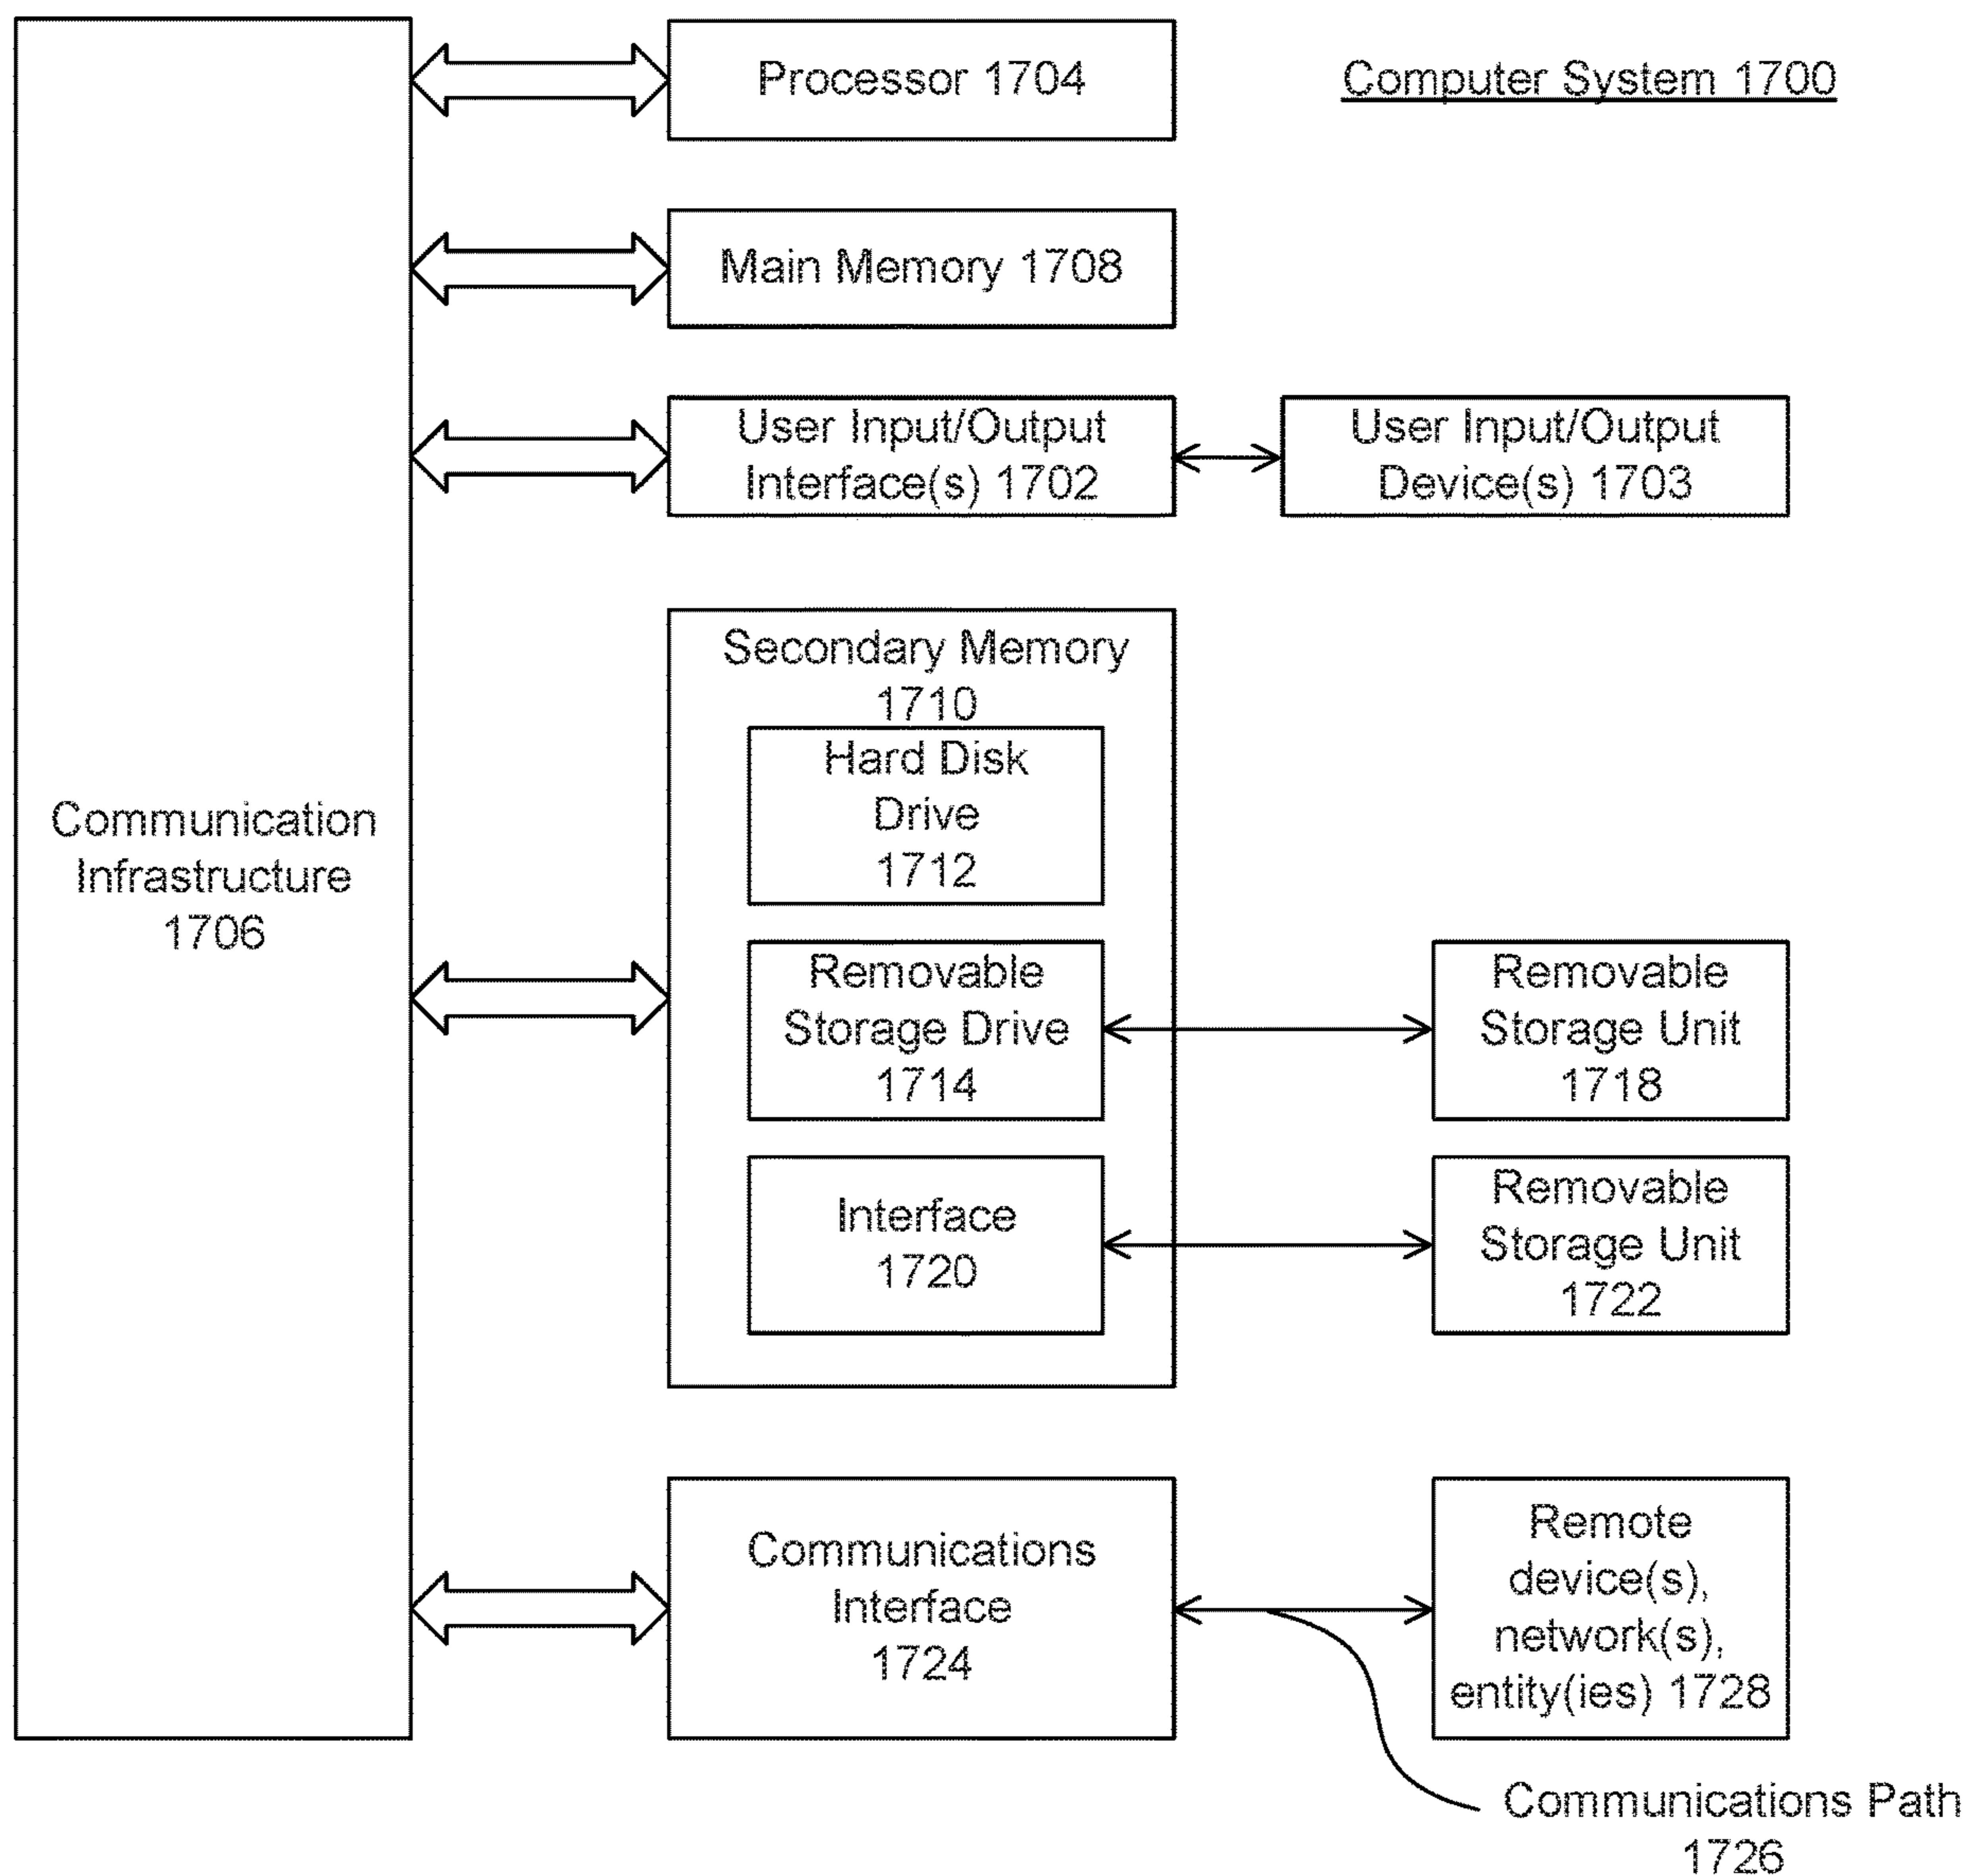 Processor 1704
Computer System 1700
Main Memory 1708
User Input/Output
Interface(s) 1702
User Input/Output
Device(s) 1703
Communication
Infrastructure
1706
Secondary Memory
1710
Hard Disk
Drive
1712
Removable
Storage Drive
1714
Removable
Storage Unit
1718
Interface
1720
Removable
Storage Unit
1722
Communications
Interface
1724
Remote
device(s),
network(s),
entity(ies) 1728
Communications Path
1726